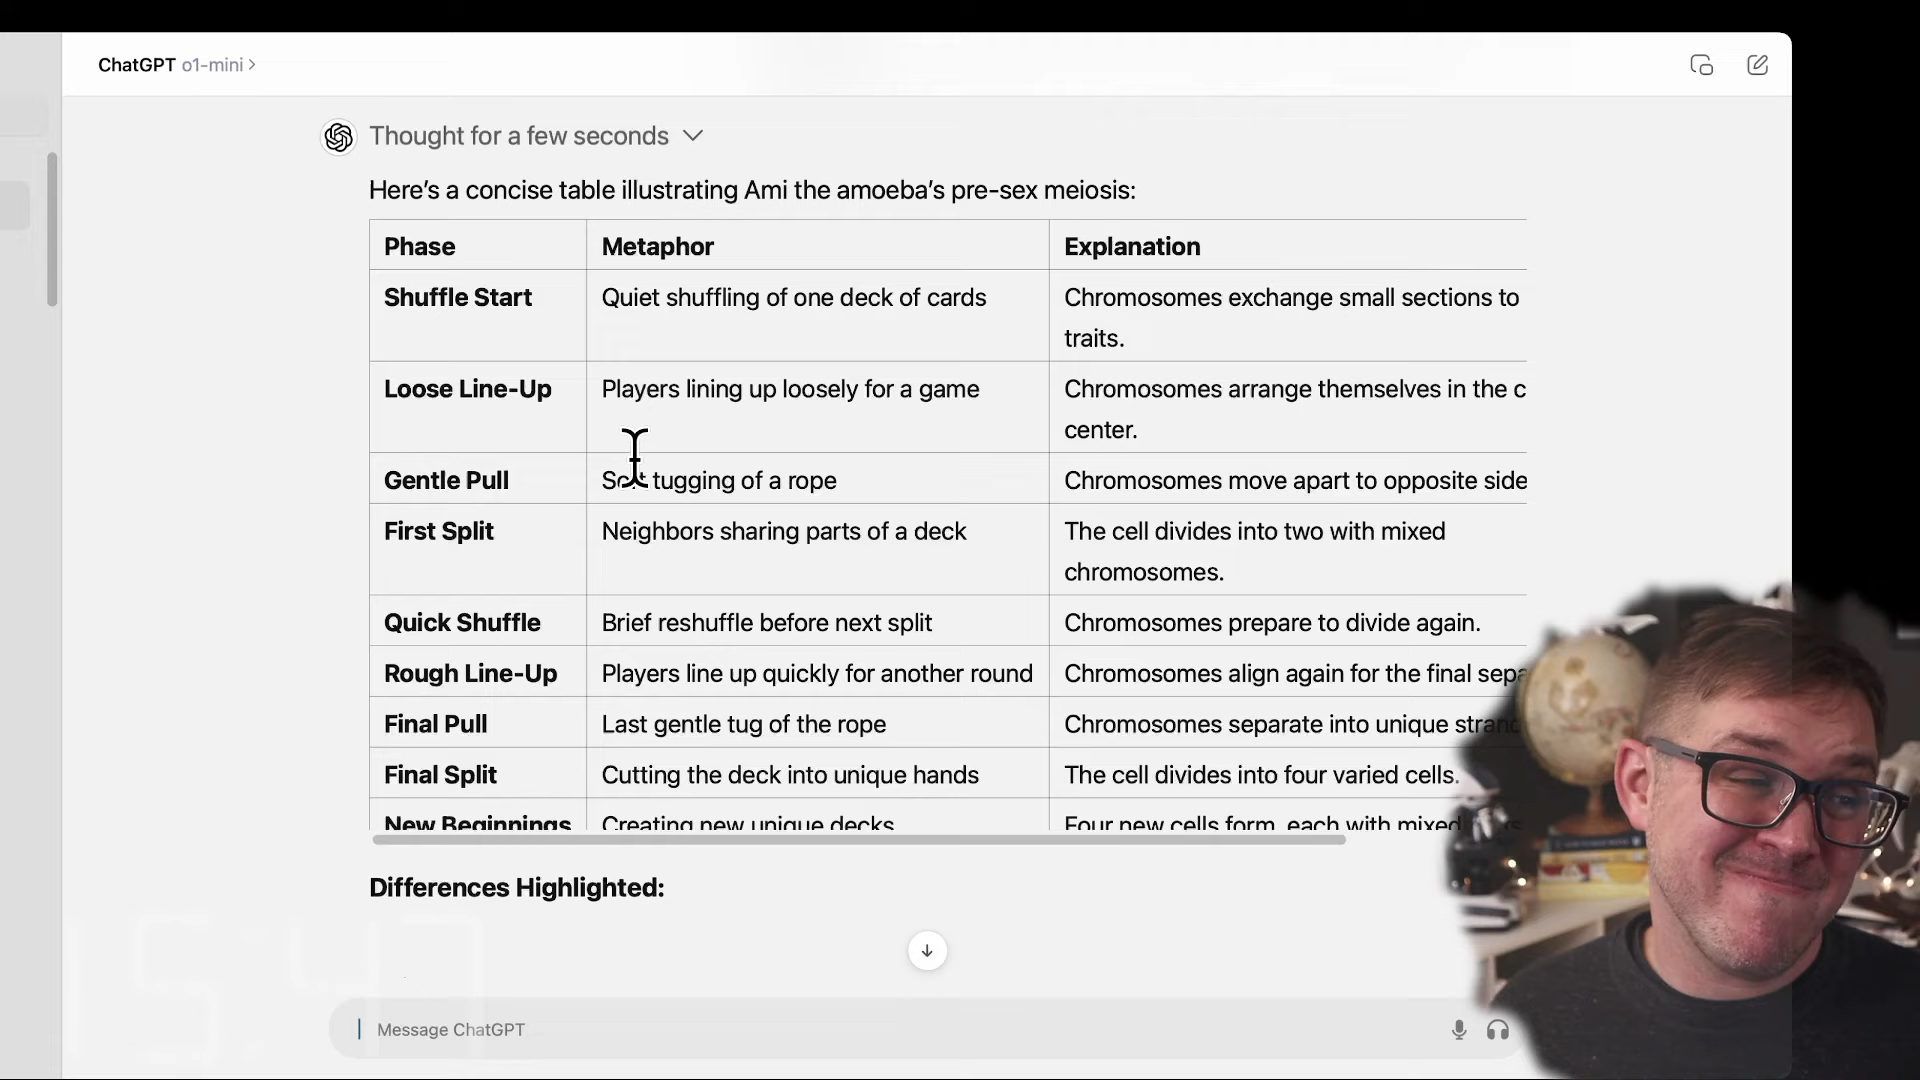 ChatGPT o1-mini >
Thought for a few seconds
Here's a concise table illustrating Ami the amoeba's pre-sex meiosis:
Phase Metaphor Explanation
Shuffle Start Quiet shuffling of one deck of cards Chromosomes exchange small sections to
traits.
Loose Line-Up Players lining up loosely for a game Chromosomes arrange themselves in the c
center.
Gentle Pull tugging of a rope Chromosomes move apart to opposite side
First Split Neighbors sharing parts of a deck The cell divides into two with mixed
chromosomes.
Quick Shuffle Brief reshuffle before next split Chromosomes prepare to divide again.
Rough Line-Up Players line up quickly for another round Chromosomes align again for the final sepa
Final Pull Last gentle tug of the rope Chromosomes separate into unique
Final Split Cutting the deck into unique hands The cell divides into four varied cells.
New Beginnings Creating new unique decks Four new cells form, each with mixed
Differences Highlighted:
Message ChatGPT